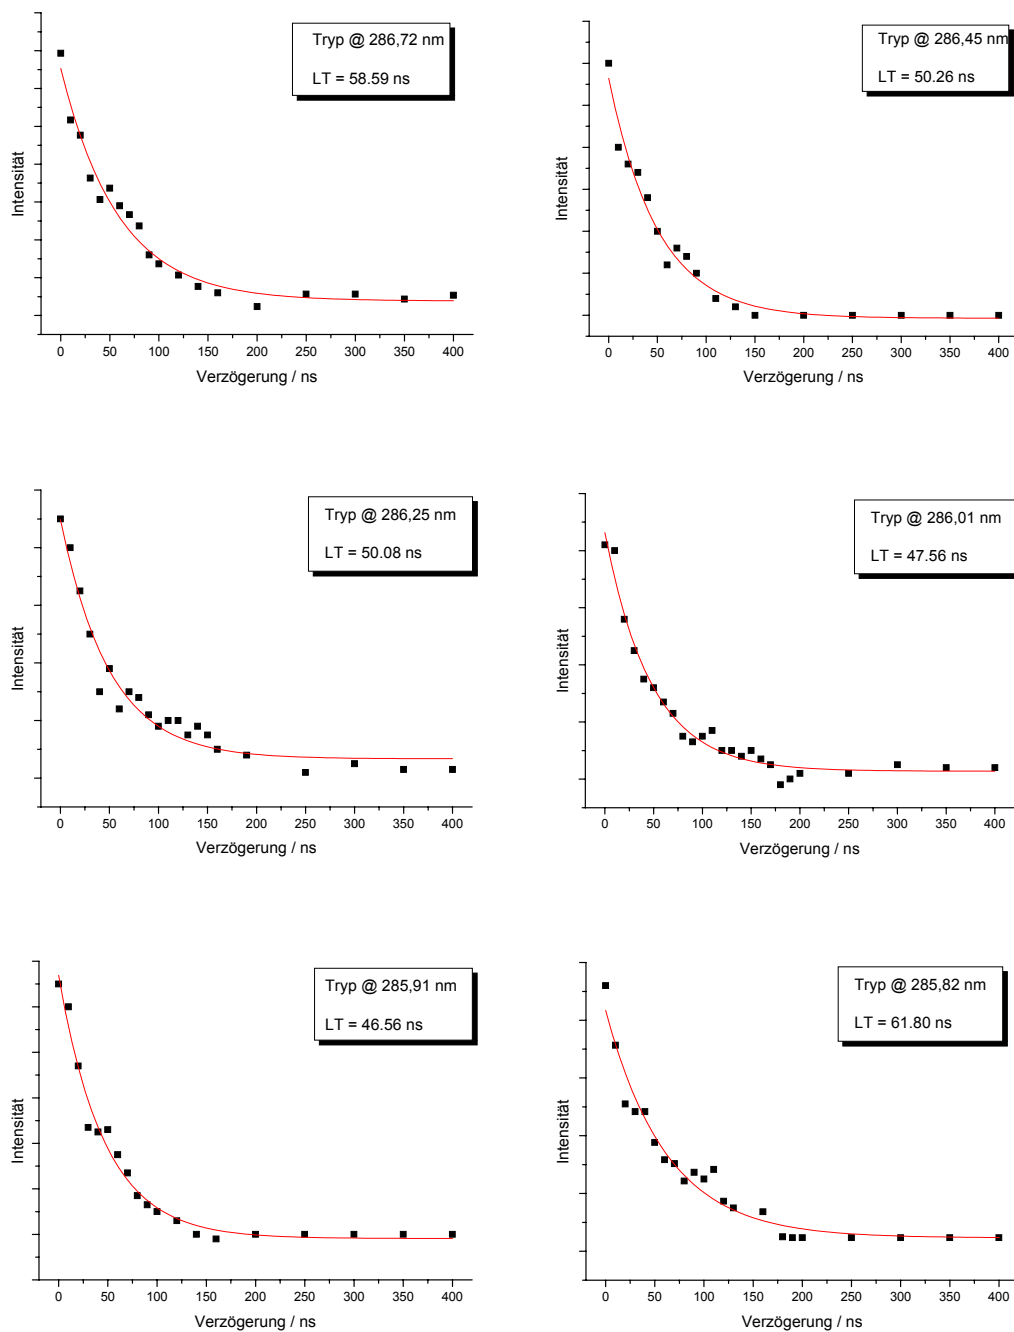 Tryp @ 286,72 nm
LT = 58.59 ns
Intensität
0 50 100 150 200 250 300 350 400
Verzögerung / ns
Tryp @ 286,45 nm
LT = 50.26 ns
Intensität
0 50 100 150 200 250 300 350 400
Verzögerung / ns
Tryp @ 286,25 nm
LT = 50.08 ns
Intensität
0 50 100 150 200 250 300 350 400
Verzögerung / ns
Tryp @ 286,01 nm
LT = 47.56 ns
Intensität
0 50 100 150 200 250 300 350 400
Verzögerung / ns
Tryp @ 285,91 nm
LT = 46.56 ns
Intensität
0 50 100 150 200 250 300 350 400
Verzögerung / ns
Tryp @ 285,82 nm
LT = 61.80 ns
Intensität
0 50 100 150 200 250 300 350 400
Verzögerung / ns